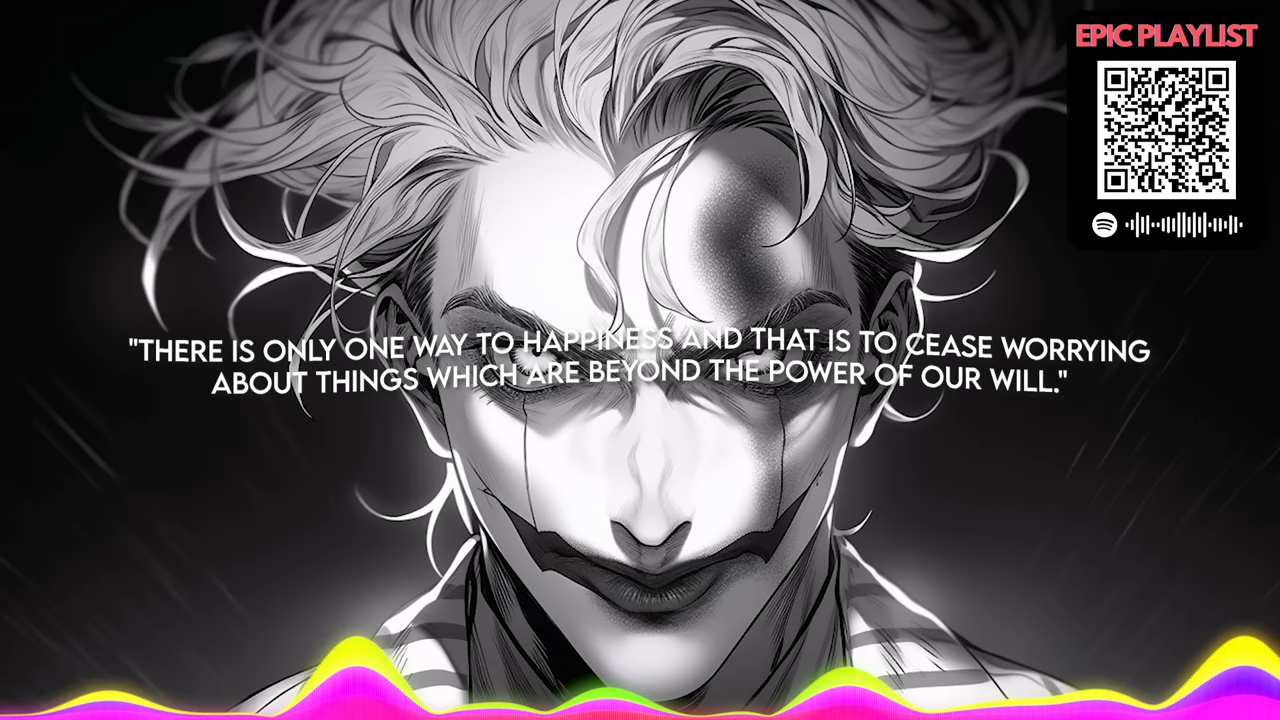 EPIC PLAYLIST
"THERE IS ONLY ONE WAY TO HAPPINESS AND THAT IS TO CEASE WORRYING
ABOUT THINGS WHICH ARE BEYOND THE POWER OF OUR WILL."